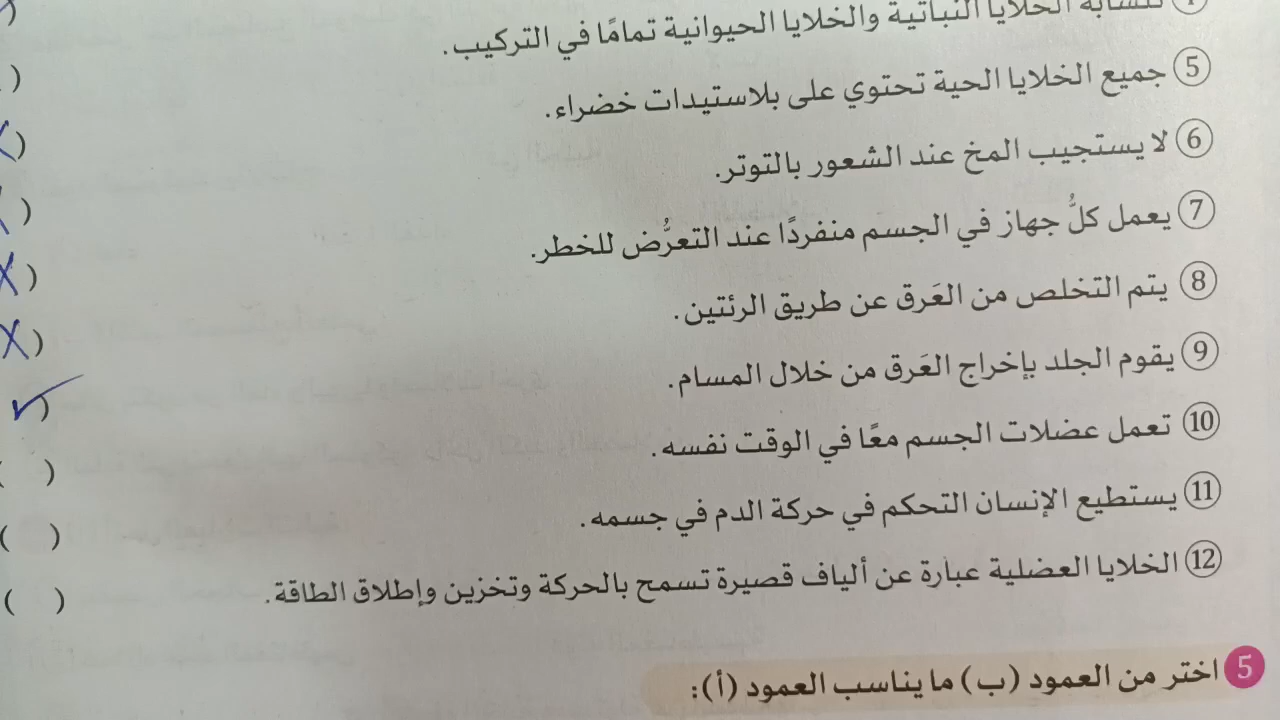 ④ تتشابه الخلايا النباتية والخلايا الحيوانية تمامًا في التركيب.
⑤ جميع الخلايا الحية تحتوي على بلاستيدات خضراء. ( )
⑥ لا يستجيب المخ عند الشعور بالتوتر. (X)
⑦ يعمل كلُّ جهاز في الجسم منفردًا عند التعرُّض للخطر. ( )
⑧ يتم التخلص من العَرق عن طريق الرئتين. (X)
⑨ يقوم الجلد بإخراج العَرق من خلال المسام. (X)
⑩ تعمل عضلات الجسم معًا في الوقت نفسه. (✓)
⑪ يستطيع الإنسان التحكم في حركة الدم في جسمه. ( )
⑫ الخلايا العضلية عبارة عن ألياف قصيرة تسمح بالحركة وتخزين وإطلاق الطاقة. ( )
5 اختر من العمود (ب) ما يناسب العمود (أ):